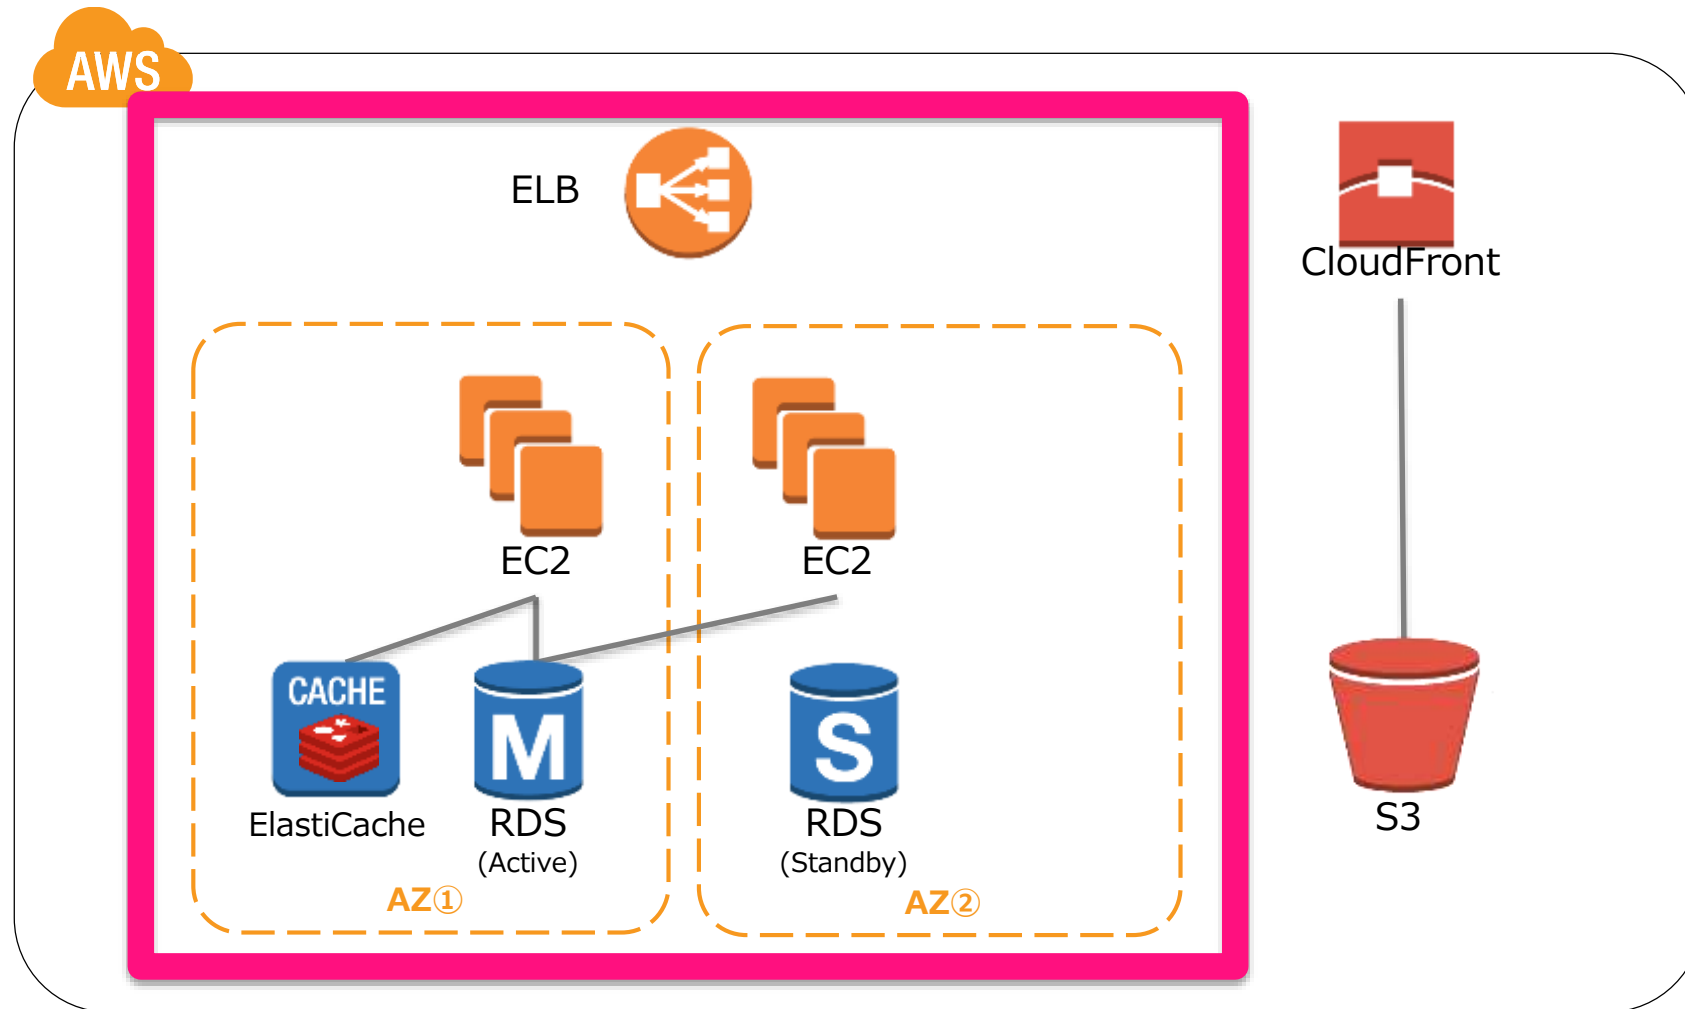 AWS
ELB
CloudFront
EC2
EC2
CACHE
M
S
ElastiCache
RDS
(Active)
RDS
(Standby)
S3
AZ①
AZ②